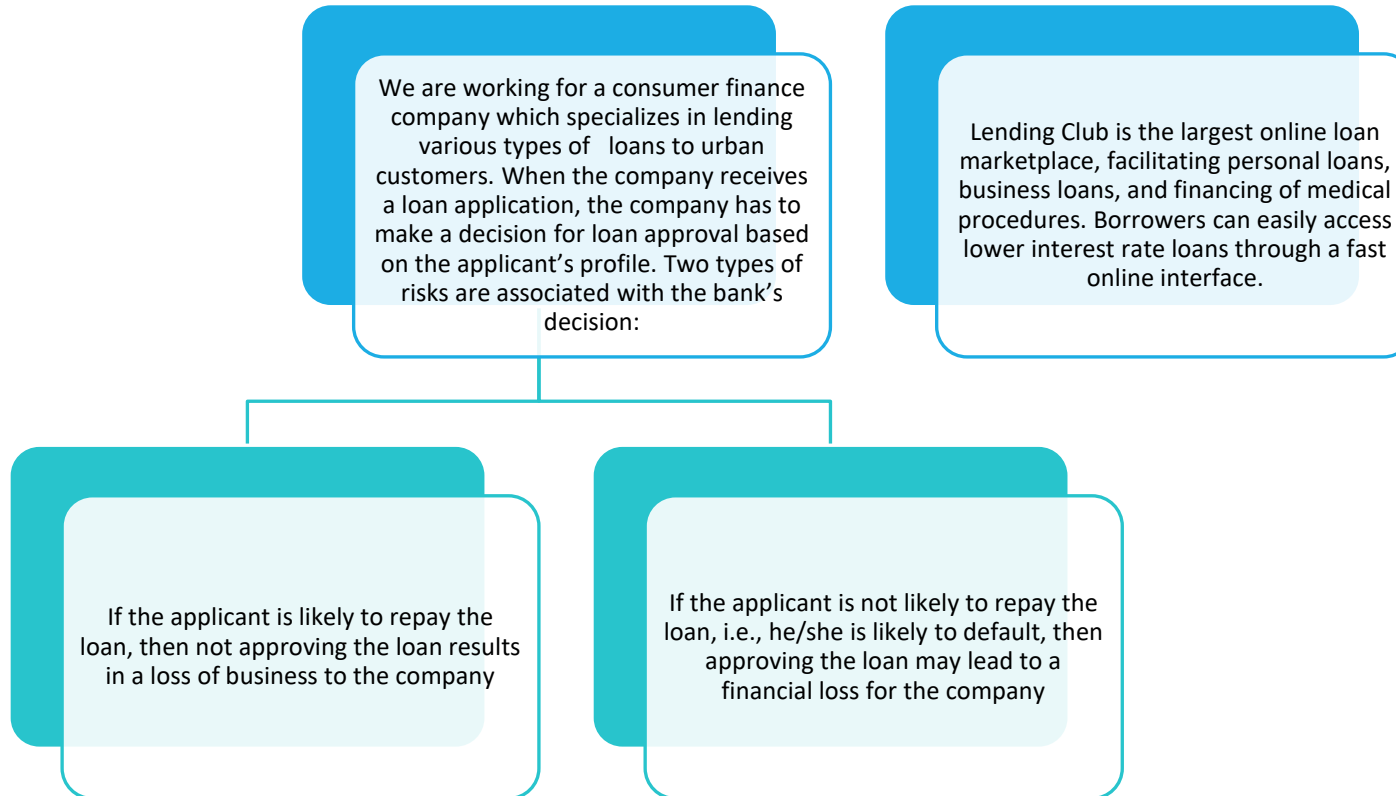 We are working for a consumer finance
company which specializes in lending
various types of   loans to urban
customers. When the company receives
a loan application, the company has to
make a decision for loan approval based
on the applicant’s profile. Two types of
risks are associated with the bank’s
decision:
Lending Club is the largest online loan
marketplace, facilitating personal loans,
business loans, and financing of medical
procedures. Borrowers can easily access
lower interest rate loans through a fast
online interface.
If the applicant is likely to repay the
loan, then not approving the loan results
in a loss of business to the company
If the applicant is not likely to repay the
loan, i.e., he/she is likely to default, then
approving the loan may lead to a
financial loss for the company